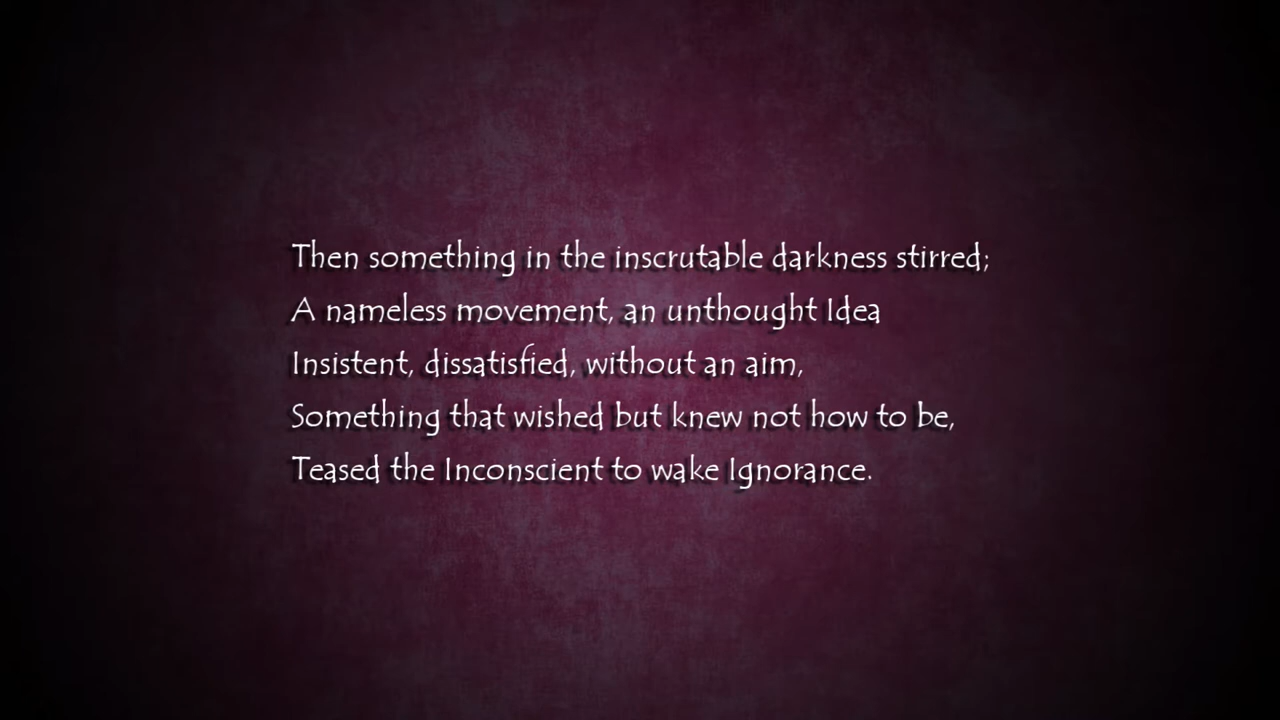 Then something in the inscrutable darkness stirred;
A nameless movement, an unthought Idea
Insistent, dissatisfied, without an aim,
Something that wished but knew not how to be,
Teased the Inconscient to wake Ignorance.